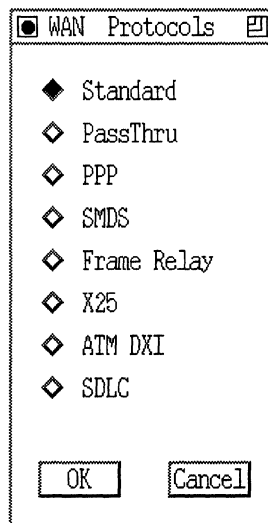 WAN Protocols
Standard
PassThru
PPP
SMDS
Frame Relay
X25
ATM DXI
SDLC
OK Cancel